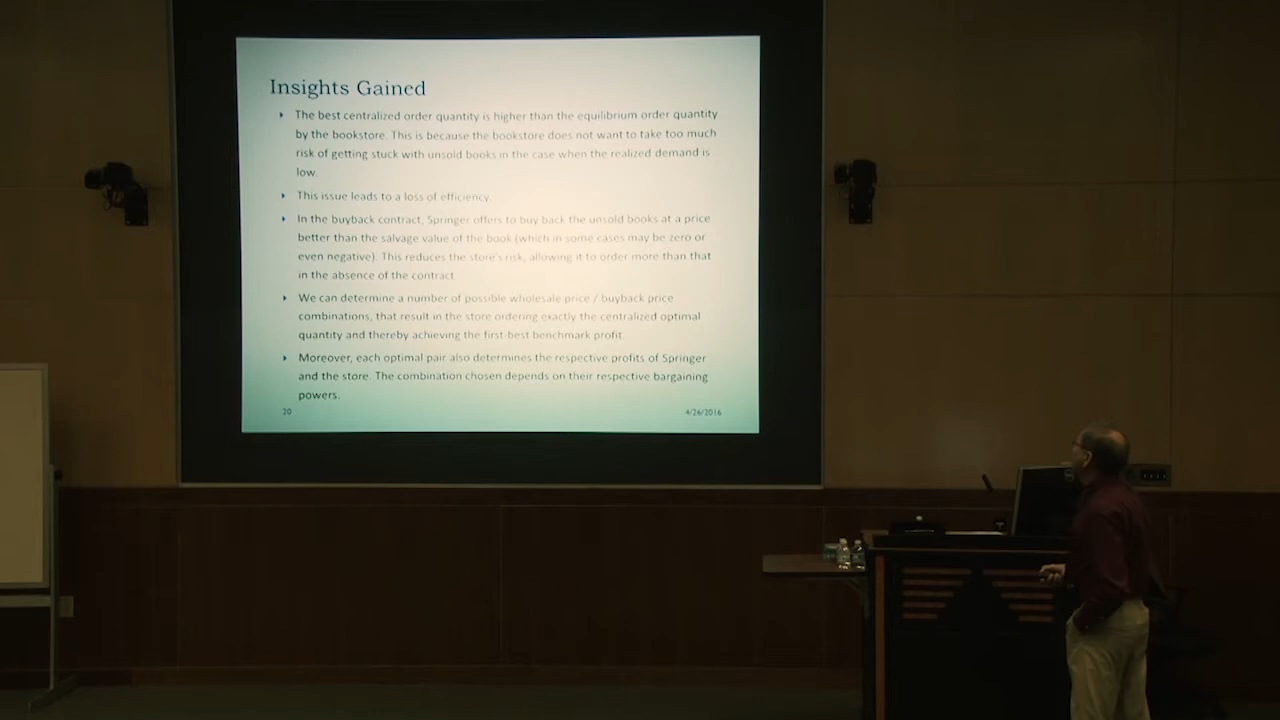 Insights Gained
The best centralized order quantity is higher than the equilibrium order quantity
by the bookstore. This is because the bookstore does not want to take too much
risk of getting stuck with unsold books in the case when the realized demand is
low.
This issue leads to a loss of efficiency.
In the buyback contract, Springer offers to buy back the unsold books at a price
better than the salvage value of the book (which in some cases may be zero or
even negative). This reduces the store's risk, allowing it to order more than that
in the absence of the contract.
We can determine a number of possible wholesale price / buyback price
combinations, that result in the store ordering exactly the centralized optimal
quantity and thereby achieving the first-best benchmark profit.
Moreover, each optimal pair also determines the respective profits of Springer
and the store. The combination chosen depends on their respective bargaining
powers.
20
4/26/2016